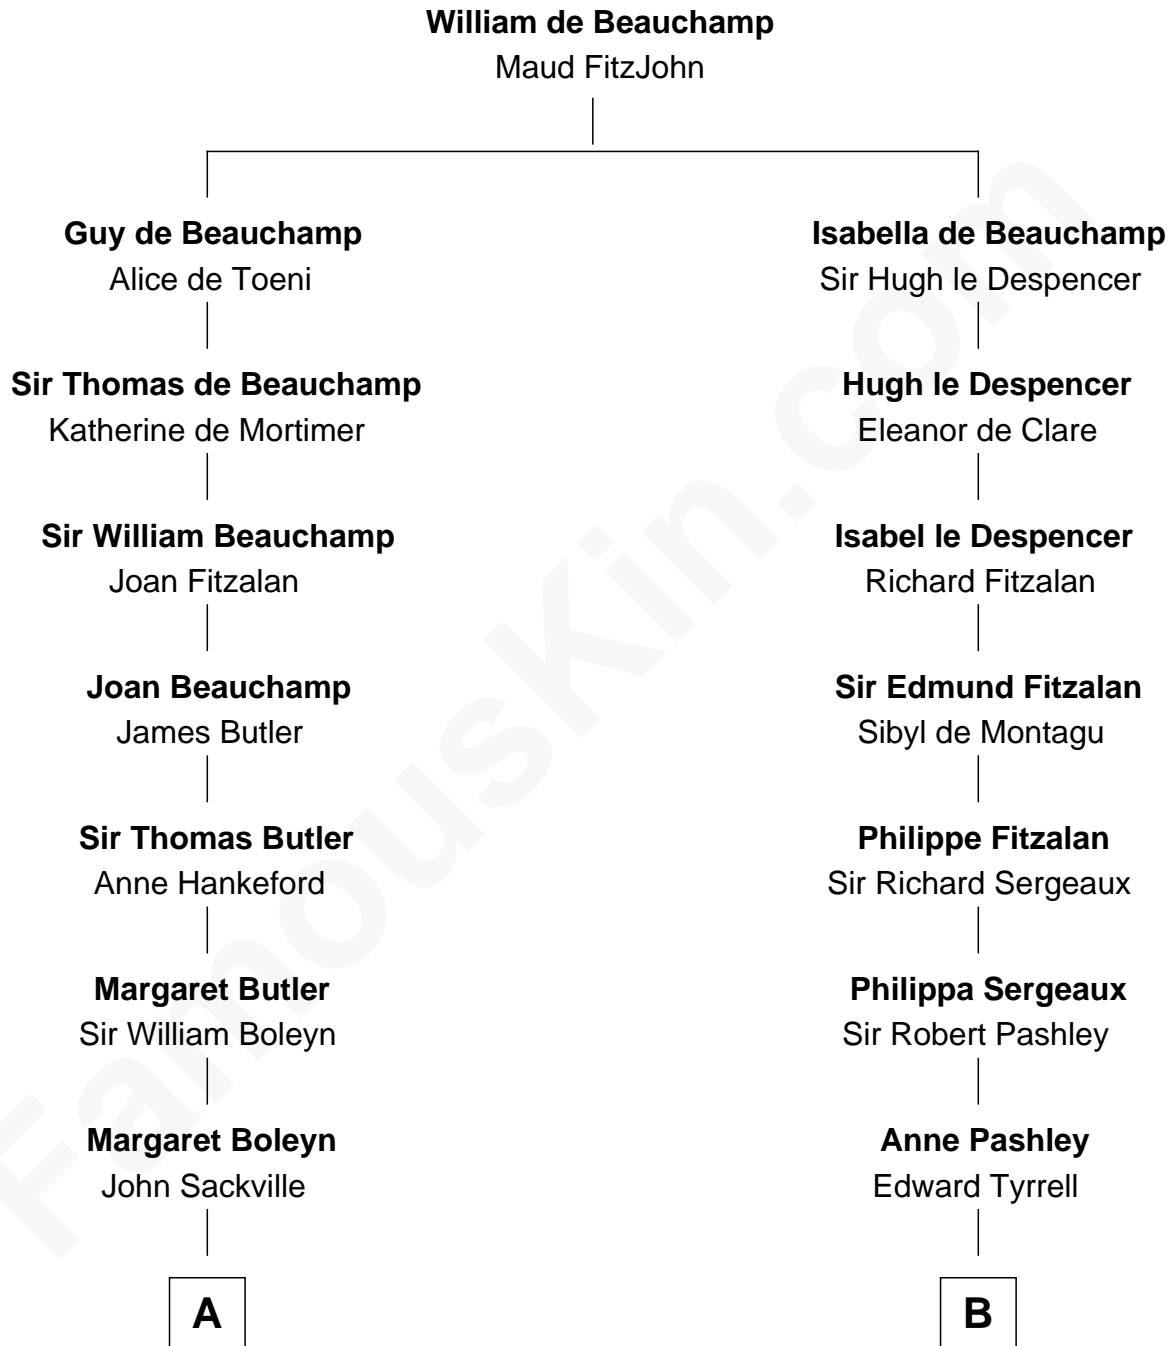 William de Beauchamp
Maud FitzJohn
Guy de Beauchamp
Alice de Toeni
Isabella de Beauchamp
Sir Hugh le Despencer
Sir Thomas de Beauchamp
Katherine de Mortimer
Hugh le Despencer
Eleanor de Clare
Sir William Beauchamp
Joan Fitzalan
Isabel le Despencer
Richard Fitzalan
Joan Beauchamp
James Butler
Sir Edmund Fitzalan
Sibyl de Montagu
Sir Thomas Butler
Anne Hankeford
Philippe Fitzalan
Sir Richard Sergeaux
Margaret Butler
Sir William Boleyn
Philippa Sergeaux
Sir Robert Pashley
Margaret Boleyn
John Sackville
Anne Pashley
Edward Tyrrell
A
B
FamousKin.com